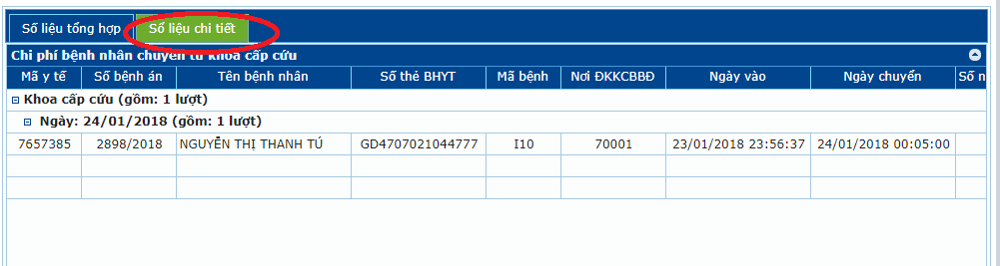 Số liệu tổng hợp Số liệu chi tiết
Chi phí bệnh nhân chuyển từ khoa cấp cứu
Mã y tế Số bệnh án Tên bệnh nhân Số thẻ BHYT Mã bệnh Nơi ĐKKCBBĐ Ngày vào Ngày chuyển Số n
Khoa cấp cứu (gồm: 1 lượt)
Ngày: 24/01/2018 (gồm: 1 lượt)
7657385 2898/2018 NGUYỄN THỊ THANH TÚ GD4707021044777 I10 70001 23/01/2018 23:56:37 24/01/2018 00:05:00